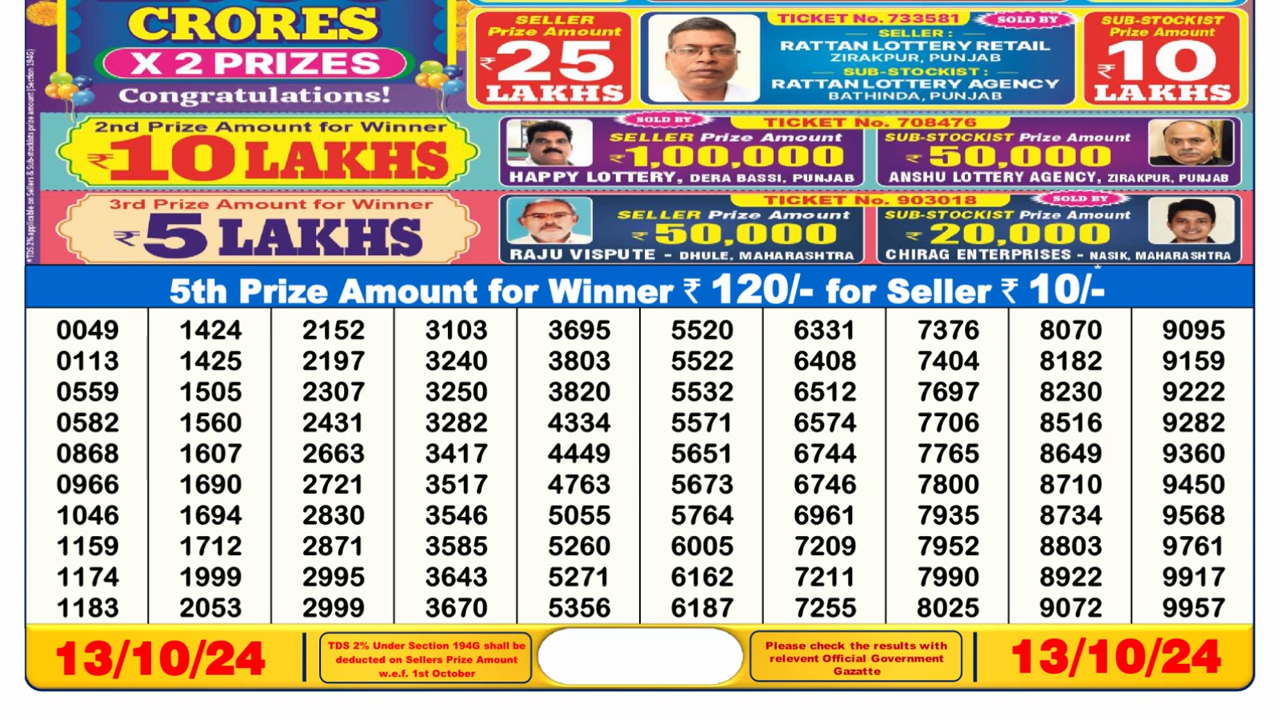 CRORES
X 2 PRIZES
Congratulations!
*TDS 2% applicable on Sellers & Sub-stockists prize amount (Section 194G)
SELLER
Prize Amount
₹25
LAKHS
TICKET No. 733581 SOLD BY
SELLER :
RATTAN LOTTERY RETAIL
ZIRAKPUR, PUNJAB
SUB-STOCKIST :
RATTAN LOTTERY AGENCY
BATHINDA, PUNJAB
SUB-STOCKIST
Prize Amount
₹10
LAKHS
2nd Prize Amount for Winner
₹10 LAKHS
SOLD BY TICKET No. 708476
SELLER Prize Amount
₹1,00,000
HAPPY LOTTERY, DERA BASSI, PUNJAB
SUB-STOCKIST Prize Amount
₹50,000
ANSHU LOTTERY AGENCY, ZIRAKPUR, PUNJAB
3rd Prize Amount for Winner
₹5 LAKHS
TICKET No. 903018 SOLD BY
SELLER Prize Amount
₹50,000
RAJU VISPUTE - DHULE, MAHARASHTRA
SUB-STOCKIST Prize Amount
₹20,000
CHIRAG ENTERPRISES - NASIK, MAHARASHTRA
5th Prize Amount for Winner ₹ 120/- for Seller ₹ 10/-*
0049 1424 2152 3103 3695 5520 6331 7376 8070 9095
0113 1425 2197 3240 3803 5522 6408 7404 8182 9159
0559 1505 2307 3250 3820 5532 6512 7697 8230 9222
0582 1560 2431 3282 4334 5571 6574 7706 8516 9282
0868 1607 2663 3417 4449 5651 6744 7765 8649 9360
0966 1690 2721 3517 4763 5673 6746 7800 8710 9450
1046 1694 2830 3546 5055 5764 6961 7935 8734 9568
1159 1712 2871 3585 5260 6005 7209 7952 8803 9761
1174 1999 2995 3643 5271 6162 7211 7990 8922 9917
1183 2053 2999 3670 5356 6187 7255 8025 9072 9957
13/10/24
TDS 2% Under Section 194G shall be
deducted on Sellers Prize Amount
w.e.f. 1st October
Please check the results with
relevent Official Government
Gazatte
13/10/24